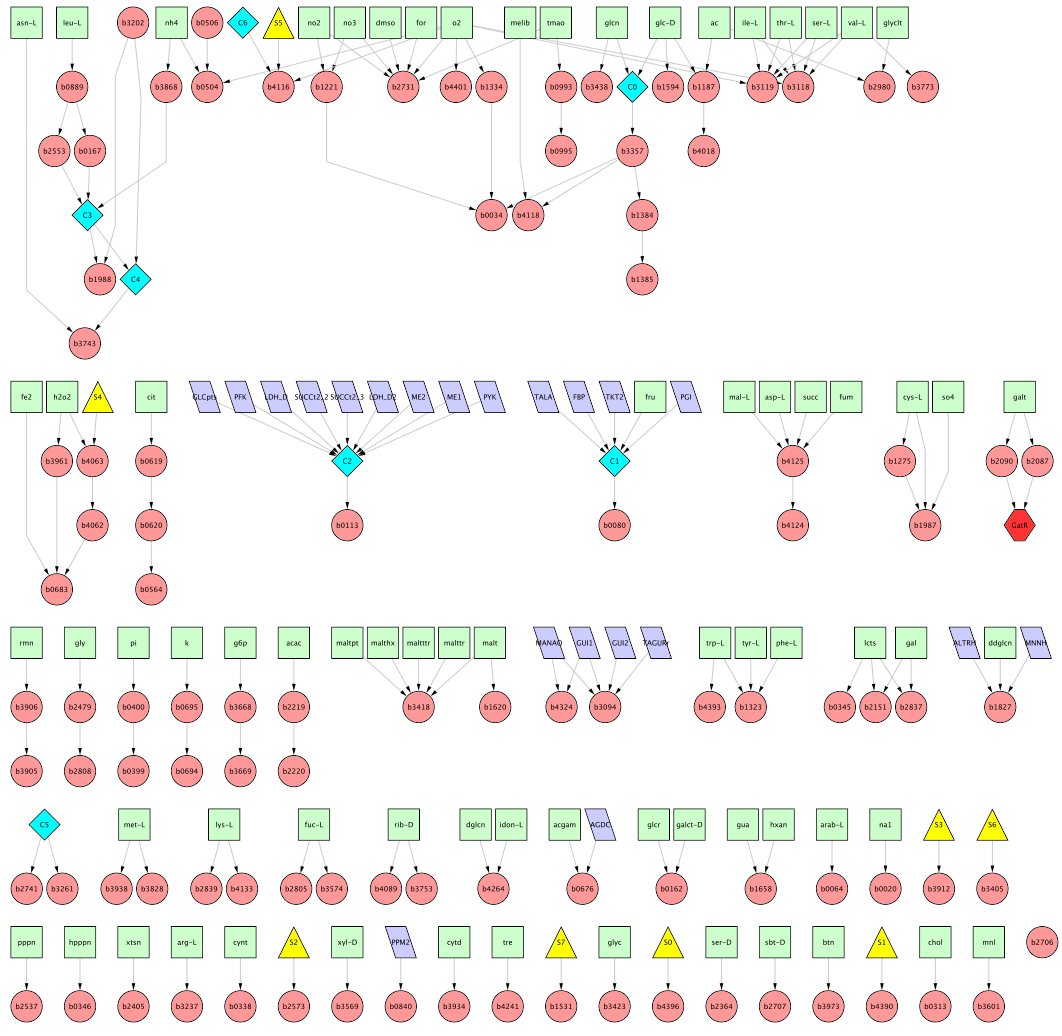 asn-L leu-L b3202 nh4 b0506 C6 S5 no2 no3 dmso for o2 melib tmao glcn glc-D ac ile-L thr-L ser-L val-L glyclt
b0889 b3868 b0504 b4116 b1221 b2731 b4401 b1334 b0993 b3438 C0 b1594 b1187 b3119 b3118 b2980 b3773
b2553 b0167 b0995 b3357 b4018
C3 b0034 b4118 b1384
b1988 C4 b1385
b3743
fe2 h2o2 S4 cit GLCpts PFK LDH_D SUCCt2_2 SUCCt2_3 LDH_D2 ME2 ME1 PYK TALA FBP TKT2 fru PGI mal-L asp-L succ fum cys-L so4 galt
b3961 b4063 b0619 C2 C1 b4125 b1275 b2090 b2087
b4062 b0620 b0113 b0080 b4124 b1987 GatR
b0683 b0564
rmn gly pi k g6p acac maltpt malthx maltttr malttr malt MANAO GUI1 GUI2 TAGURr trp-L tyr-L phe-L lcts gal ALTRH ddglcn MNNH
b3906 b2479 b0400 b0695 b3668 b2219 b3418 b1620 b4324 b3094 b4393 b1323 b0345 b2151 b2837 b1827
b3905 b2808 b0399 b0694 b3669 b2220
C5 met-L lys-L fuc-L rib-D dglcn idon-L acgam AGDC glcr galct-D gua hxan arab-L na1 S3 S6
b2741 b3261 b3938 b3828 b2839 b4133 b2805 b3574 b4089 b3753 b4264 b0676 b0162 b1658 b0064 b0020 b3912 b3405
pppn hpppn xtsn arg-L cynt S2 xyl-D PPM2 cytd tre S7 glyc S0 ser-D sbt-D btn S1 chol mnl b2706
b2537 b0346 b2405 b3237 b0338 b2573 b3569 b0840 b3934 b4241 b1531 b3423 b4396 b2364 b2707 b3973 b4390 b0313 b3601